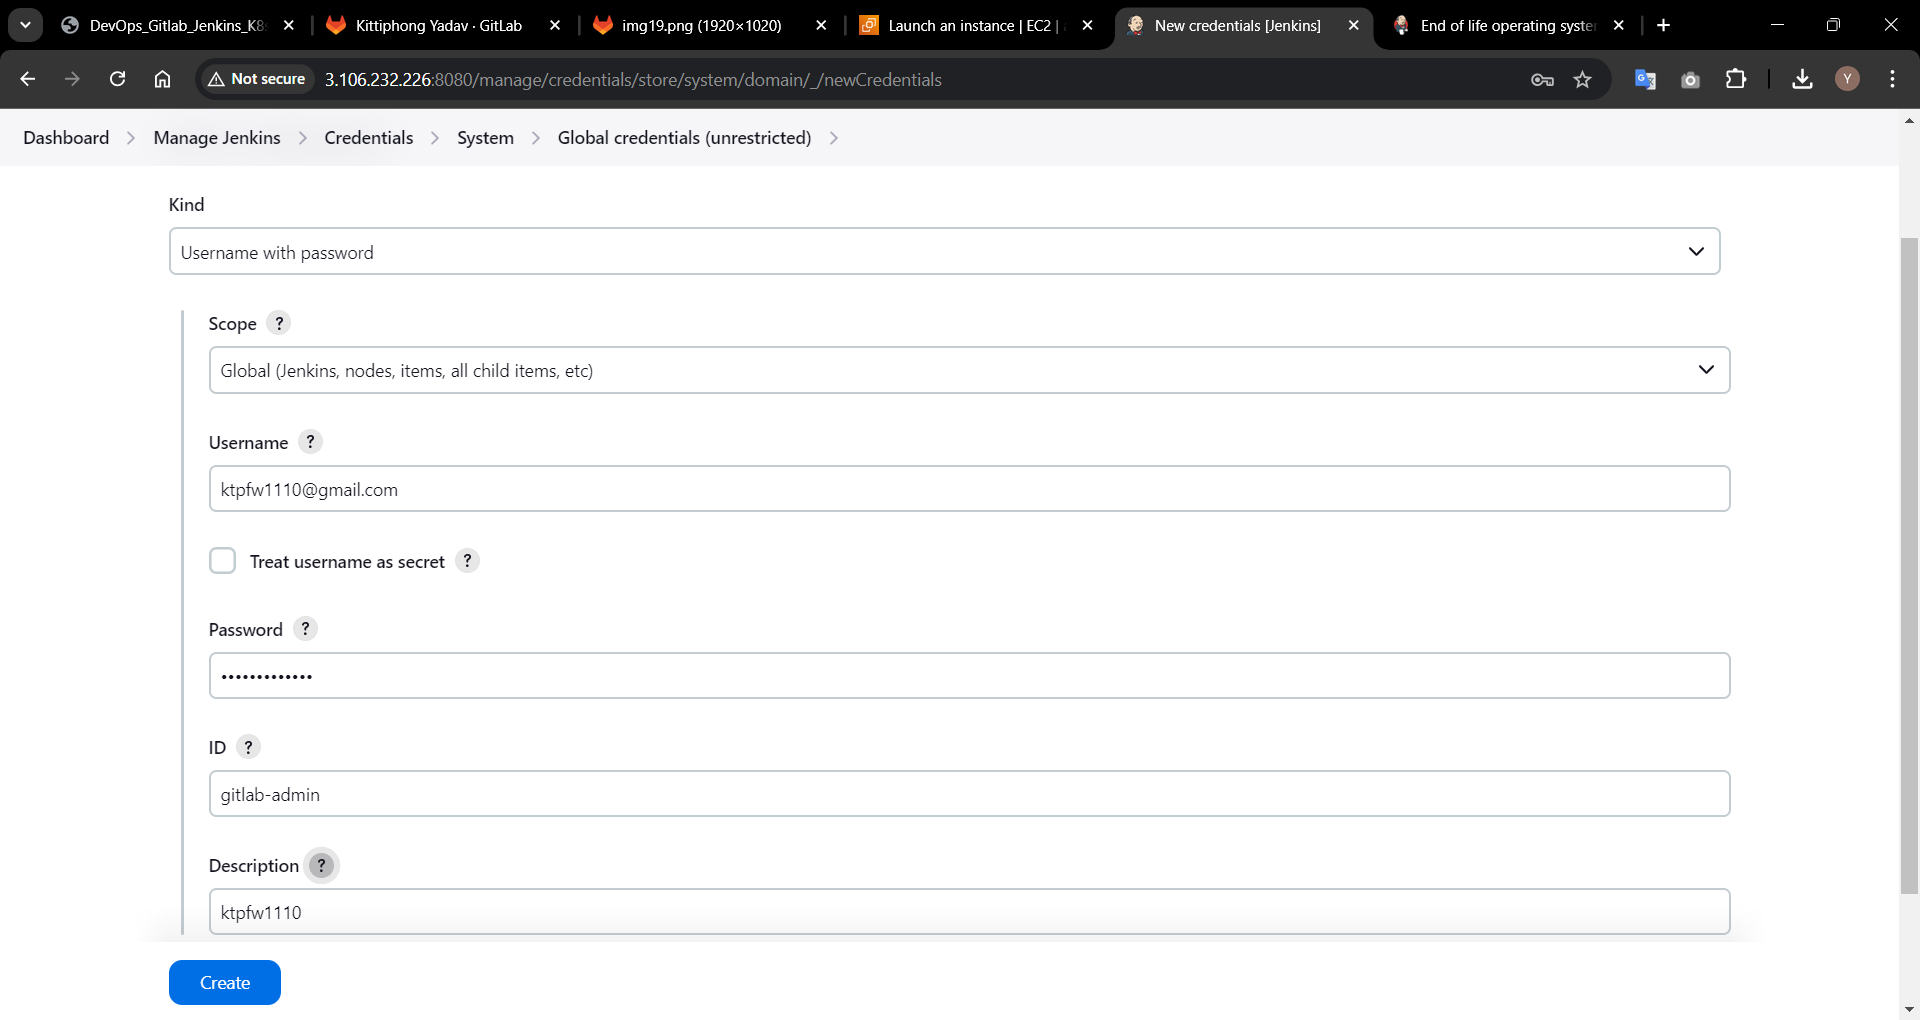 DevOps_Gitlab_Jenkins_K8
Kittiphong Yadav · GitLab
img19.png (1920×1020)
Launch an instance | EC2 |
New credentials [Jenkins]
End of life operating syste
Not secure
3.106.232.226:8080/manage/credentials/store/system/domain/_/newCredentials
Y
Dashboard
Manage Jenkins
Credentials
System
Global credentials (unrestricted)
Kind
Username with password
Scope ?
Global (Jenkins, nodes, items, all child items, etc)
Username ?
ktpfw1110@gmail.com
Treat username as secret ?
Password ?
•••••••••••••
ID ?
gitlab-admin
Description ?
ktpfw1110
Create